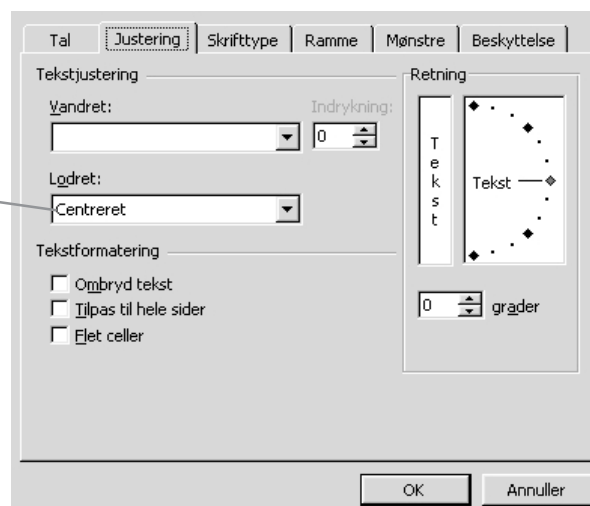 Tal Justering Skrifttype Ramme Mønstre Beskyttelse
Tekstjustering
Vandret:
Indrykning:
0
Lodret:
Centreret
Tekstformatering
Ombryd tekst
Tilpas til hele sider
Flet celler
Retning
Tekst
Tekst
0 grader
OK Annuller